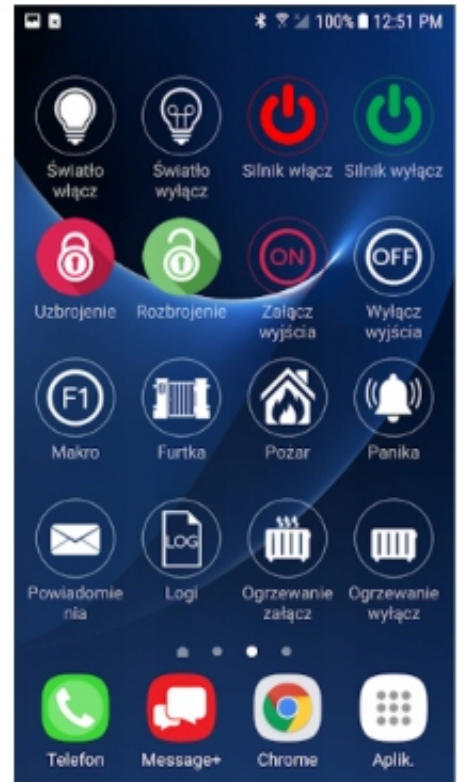 100% 12:51 PM
Światło włącz
Światło wyłącz
Silnik włącz
Silnik wyłącz
Uzbrojenie
Rozbrojenie
ON
Załącz wyjścia
OFF
Wyłącz wyjścia
F1
Makro
Furtka
Pożar
Panika
Powiadomie
nia
LOG
Logi
Ogrzewanie
załącz
Ogrzewanie
wyłącz
Telefon
Message+
Chrome
Aplik.